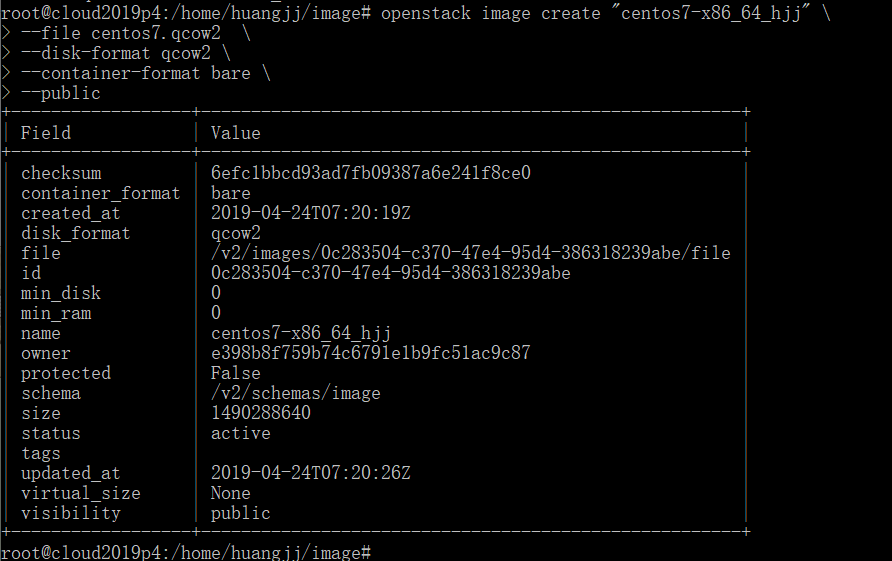 root@cloud2019p4:/home/huangjj/image# openstack image create "centos7-x86_64_hjj" \
> --file centos7.qcow2  \
> --disk-format qcow2 \
> --container-format bare \
> --public
+------------------+------------------------------------------------------+
| Field            | Value                                                |
+------------------+------------------------------------------------------+
| checksum         | 6efc1bbcd93ad7fb09387a6e241f8ce0                     |
| container_format | bare                                                 |
| created_at       | 2019-04-24T07:20:19Z                                 |
| disk_format      | qcow2                                                |
| file             | /v2/images/0c283504-c370-47e4-95d4-386318239abe/file |
| id               | 0c283504-c370-47e4-95d4-386318239abe                 |
| min_disk         | 0                                                    |
| min_ram          | 0                                                    |
| name             | centos7-x86_64_hjj                                   |
| owner            | e398b8f759b74c6791e1b9fc51ac9c87                     |
| protected        | False                                                |
| schema           | /v2/schemas/image                                    |
| size             | 1490288640                                           |
| status           | active                                               |
| tags             |                                                      |
| updated_at       | 2019-04-24T07:20:26Z                                 |
| virtual_size     | None                                                 |
| visibility       | public                                               |
+------------------+------------------------------------------------------+
root@cloud2019p4:/home/huangjj/image#